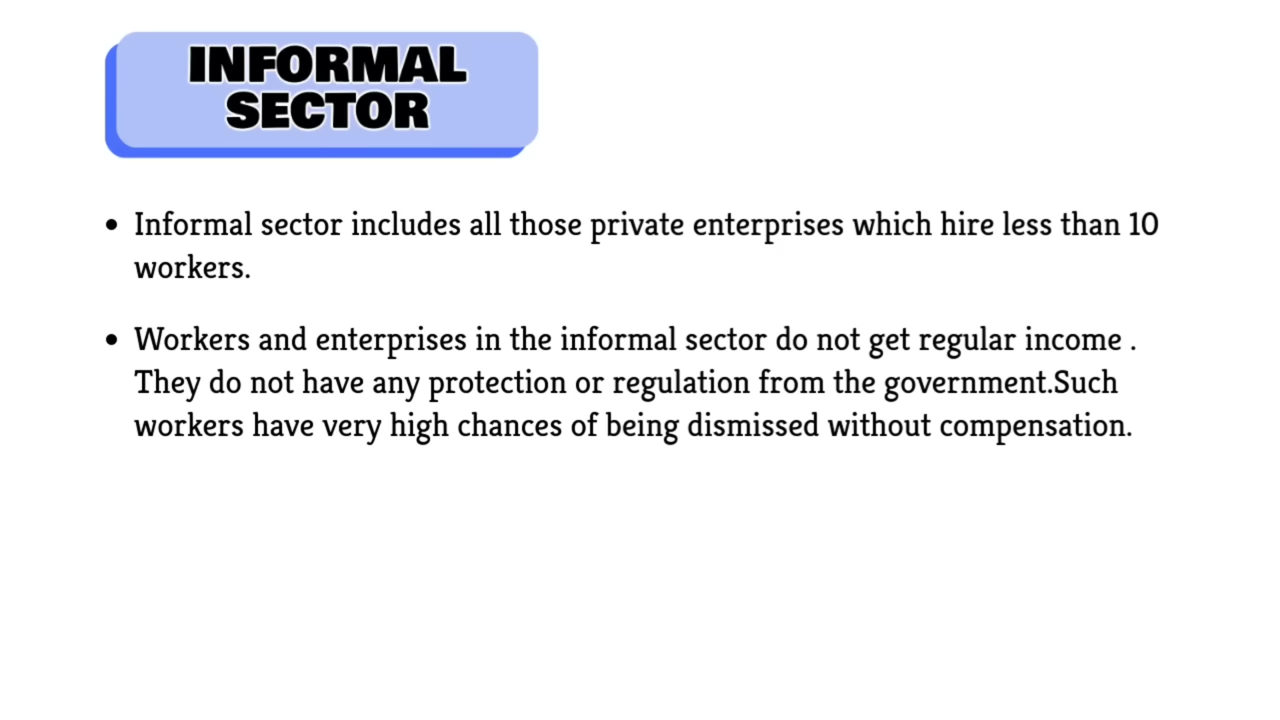 INFORMAL
SECTOR
• Informal sector includes all those private enterprises which hire less than 10
workers.
• Workers and enterprises in the informal sector do not get regular income .
They do not have any protection or regulation from the government.Such
workers have very high chances of being dismissed without compensation.